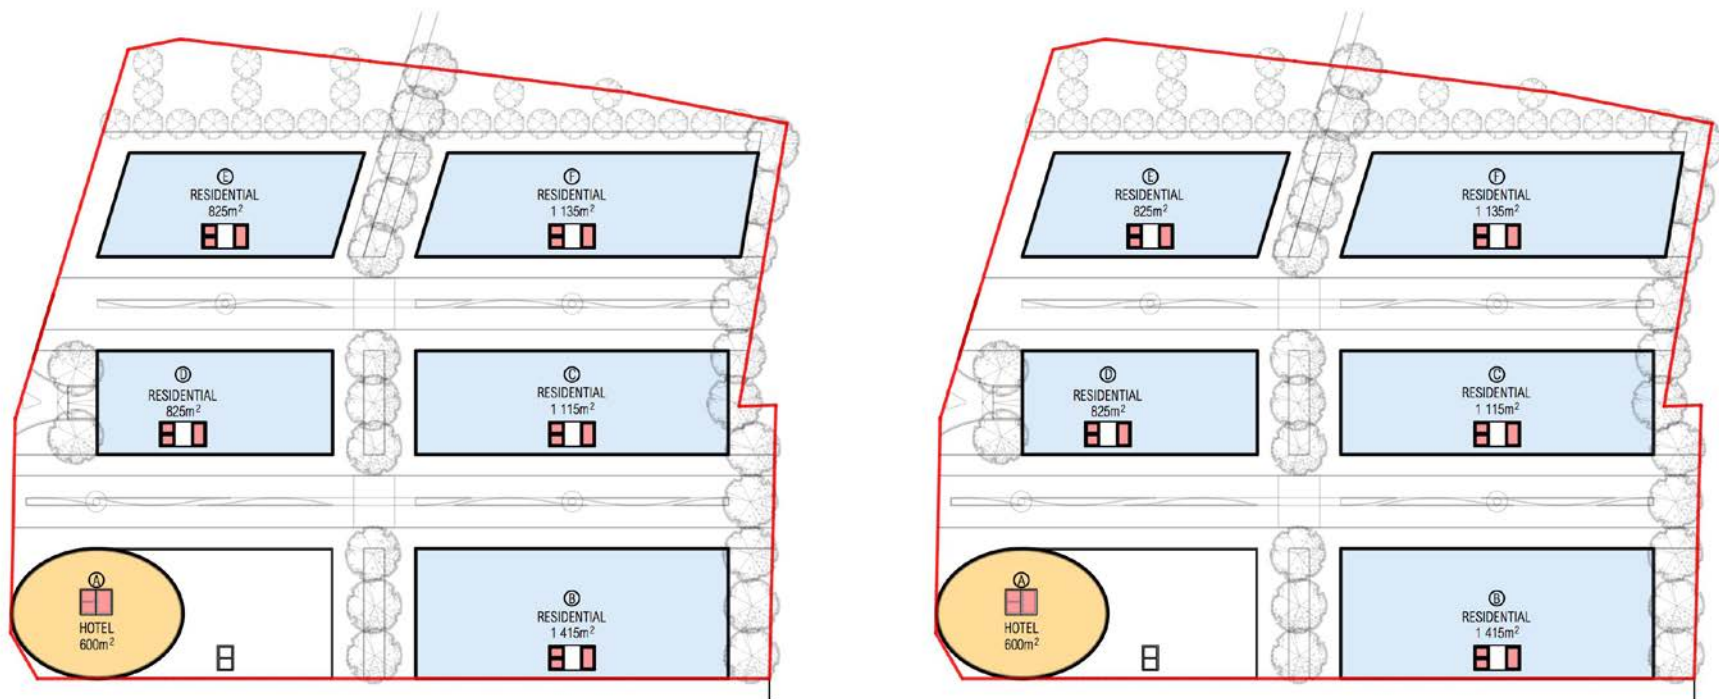 Ⓔ
RESIDENTIAL
825m²
Ⓕ
RESIDENTIAL
1 135m²
Ⓓ
RESIDENTIAL
825m²
Ⓒ
RESIDENTIAL
1 115m²
Ⓐ
HOTEL
600m²
Ⓑ
RESIDENTIAL
1 415m²
Ⓔ
RESIDENTIAL
825m²
Ⓕ
RESIDENTIAL
1 135m²
Ⓓ
RESIDENTIAL
825m²
Ⓒ
RESIDENTIAL
1 115m²
Ⓐ
HOTEL
600m²
Ⓑ
RESIDENTIAL
1 415m²